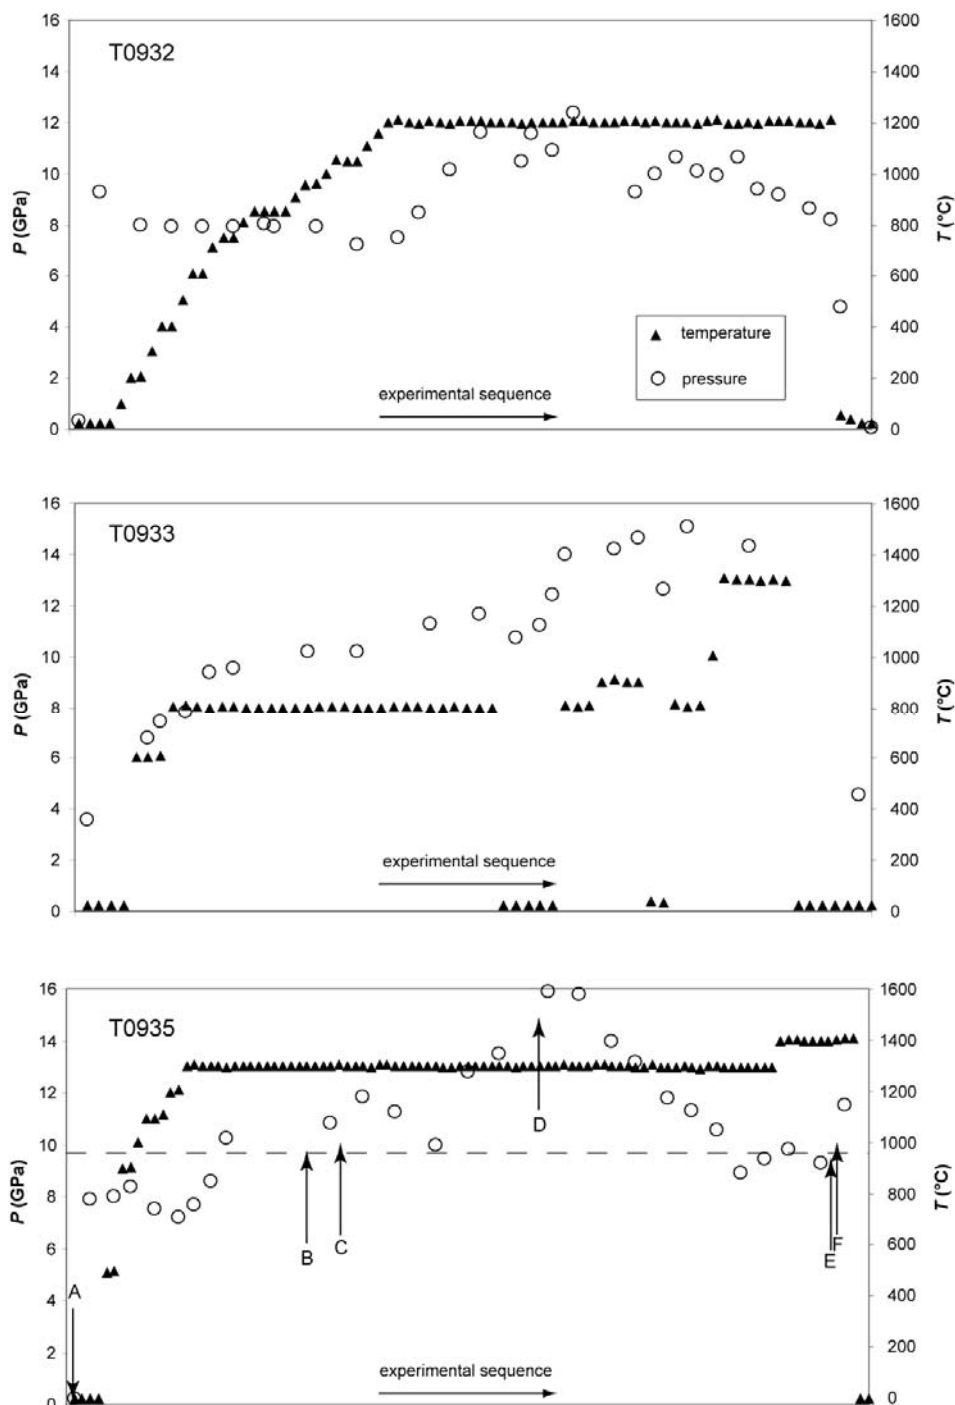 T0932
16
14
12
10
8
6
4
2
0
P (GPa)
1600
1400
1200
1000
800
600
400
200
0
T (°C)
temperature
pressure
experimental sequence
T0933
16
14
12
10
8
6
4
2
0
P (GPa)
1600
1400
1200
1000
800
600
400
200
0
T (°C)
experimental sequence
T0935
16
14
12
10
8
6
4
2
0
P (GPa)
1600
1400
1200
1000
800
600
400
200
0
T (°C)
A
B
C
D
E
F
experimental sequence